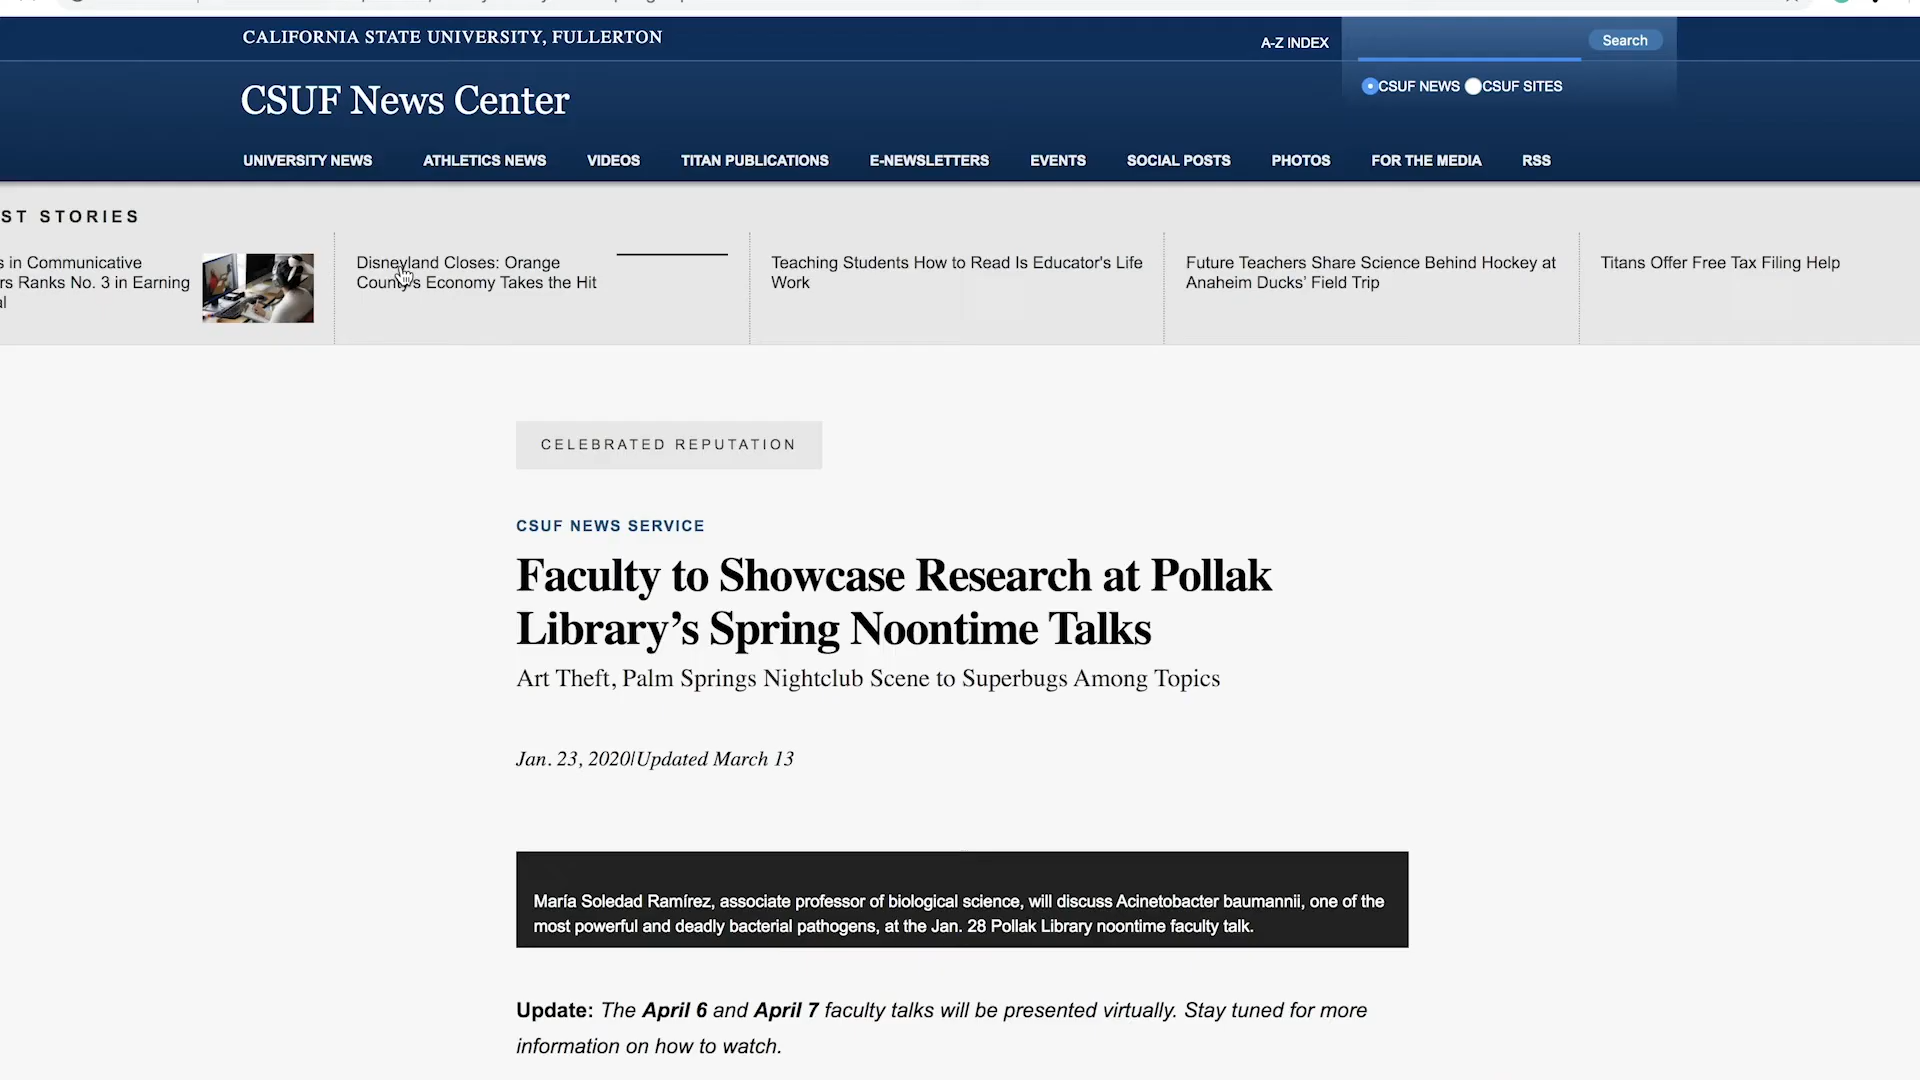 CALIFORNIA STATE UNIVERSITY, FULLERTON
A-Z INDEX
Search
CSUF NEWS CSUF SITES
CSUF News Center
UNIVERSITY NEWS ATHLETICS NEWS VIDEOS TITAN PUBLICATIONS E-NEWSLETTERS EVENTS SOCIAL POSTS PHOTOS FOR THE MEDIA RSS
ST STORIES
s in Communicative
rs Ranks No. 3 in Earning
al
Disneyland Closes: Orange
County's Economy Takes the Hit
Teaching Students How to Read Is Educator's Life
Work
Future Teachers Share Science Behind Hockey at
Anaheim Ducks’ Field Trip
Titans Offer Free Tax Filing Help
CELEBRATED REPUTATION
CSUF NEWS SERVICE
Faculty to Showcase Research at Pollak
Library’s Spring Noontime Talks
Art Theft, Palm Springs Nightclub Scene to Superbugs Among Topics
Jan. 23, 2020|Updated March 13
María Soledad Ramírez, associate professor of biological science, will discuss Acinetobacter baumannii, one of the
most powerful and deadly bacterial pathogens, at the Jan. 28 Pollak Library noontime faculty talk.
Update: The April 6 and April 7 faculty talks will be presented virtually. Stay tuned for more
information on how to watch.